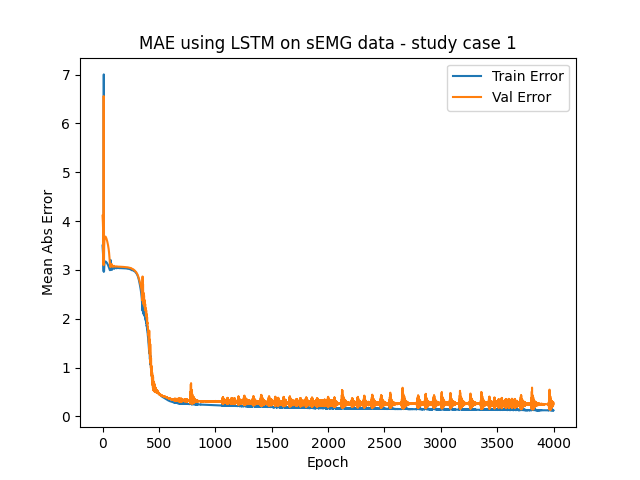 MAE using LSTM on sEMG data - study case 1
Train Error
Val Error
Mean Abs Error
7
6
5
4
3
2
1
0
0 500 1000 1500 2000 2500 3000 3500 4000
Epoch